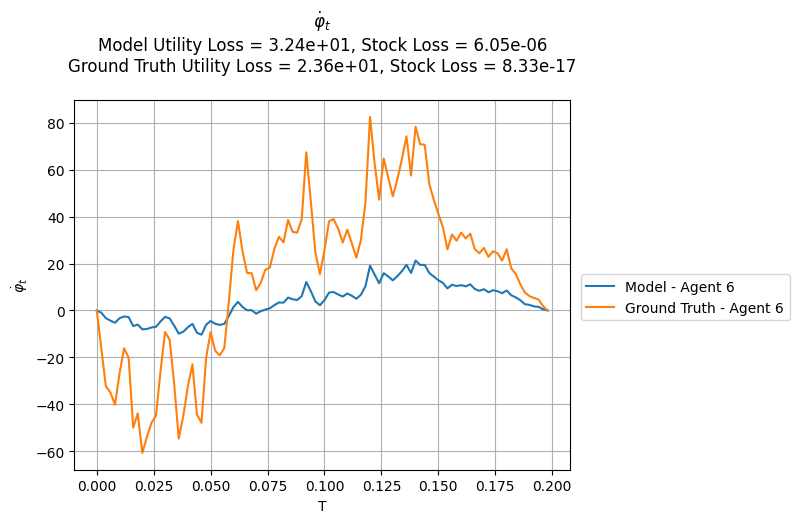 φ̇ₜ
Model Utility Loss = 3.24e+01, Stock Loss = 6.05e-06
Ground Truth Utility Loss = 2.36e+01, Stock Loss = 8.33e-17
80
60
40
20
0
−20
−40
−60
φ̇ₜ
0.000 0.025 0.050 0.075 0.100 0.125 0.150 0.175 0.200
T
Model - Agent 6
Ground Truth - Agent 6